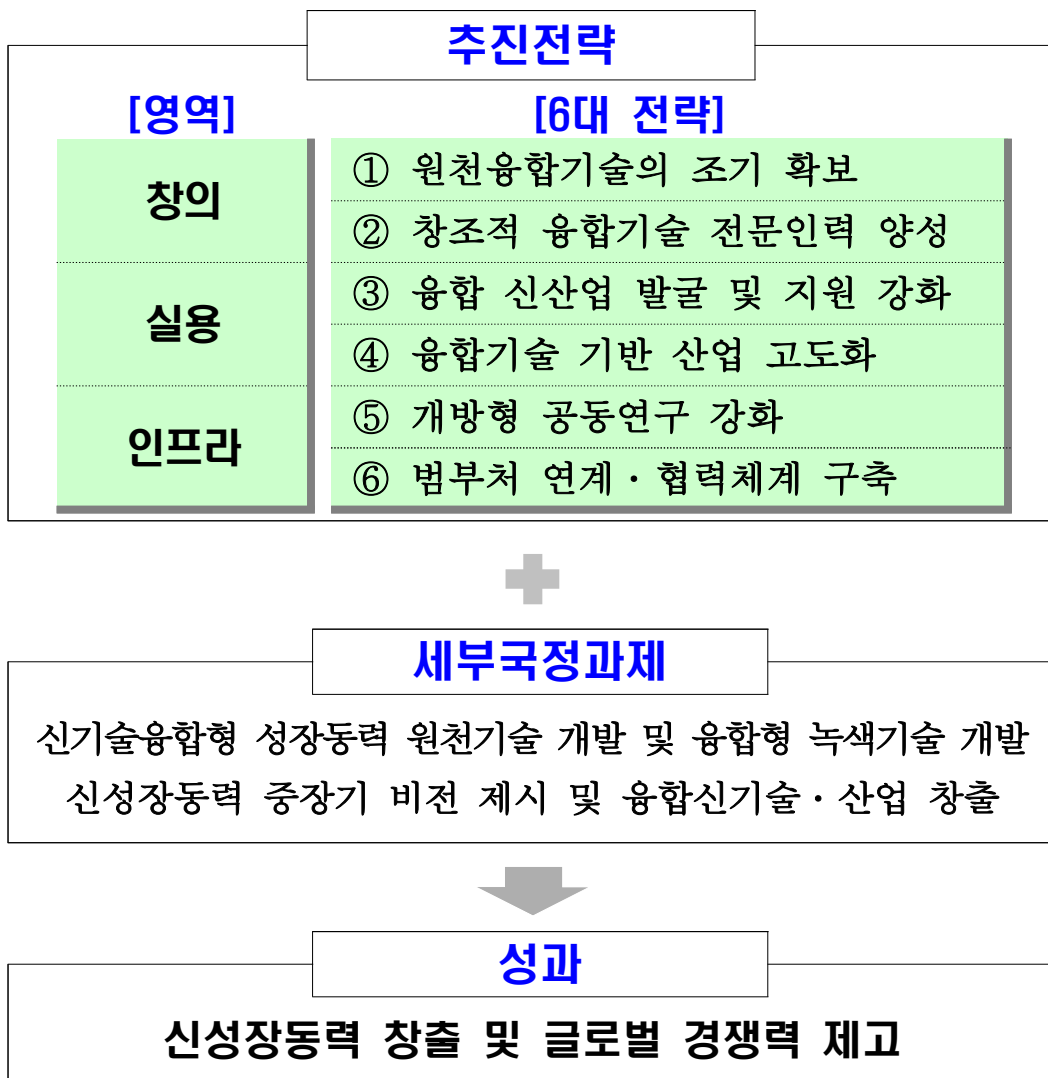 추진전략
[영역] [6대 전략]
창의
① 원천융합기술의 조기 확보
② 창조적 융합기술 전문인력 양성
실용
③ 융합 신산업 발굴 및 지원 강화
④ 융합기술 기반 산업 고도화
인프라
⑤ 개방형 공동연구 강화
⑥ 범부처 연계·협력체계 구축
세부국정과제
신기술융합형 성장동력 원천기술 개발 및 융합형 녹색기술 개발
신성장동력 중장기 비전 제시 및 융합신기술·산업 창출
성과
신성장동력 창출 및 글로벌 경쟁력 제고